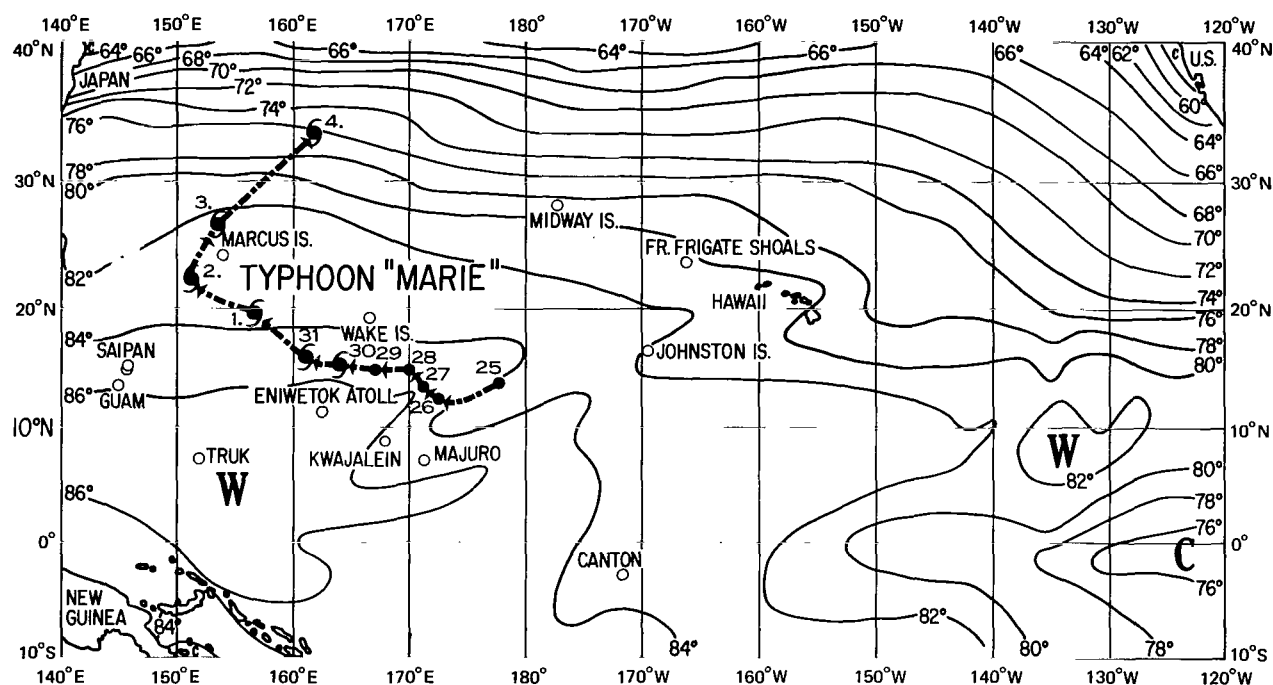 140°E 150°E 160°E 170°E 180° 170°W 160°W 150°W 140°W 130°W 120°W
40°N 64° 66° 68° 66° 64° 66° 66° 64° 62° C U.S. 40°N
JAPAN 70° 60°
72°
76° 74° 4. 64°
78° 66°
30°N 80° 30°N
3. MIDWAY IS. 68°
MARCUS IS. FR. FRIGATE SHOALS 70°
82° 2. TYPHOON "MARIE" 72°
HAWAII 74°
20°N 20°N
1. WAKE IS. 76°
84° 31 30 29 28 JOHNSTON IS. 78°
SAIPAN 27 25 80°
86° GUAM ENIWETOK ATOLL 26
10°N 10°N
TRUK KWAJALEIN MAJURO W
W 82° 80°
86° 78°
76°
0° CANTON C 0°
76°
NEW GUINEA
84° 82° 80° 78°
10°S 84° 10°S
140°E 150°E 160°E 170°E 180° 170°W 160°W 150°W 140°W 130°W 120°W